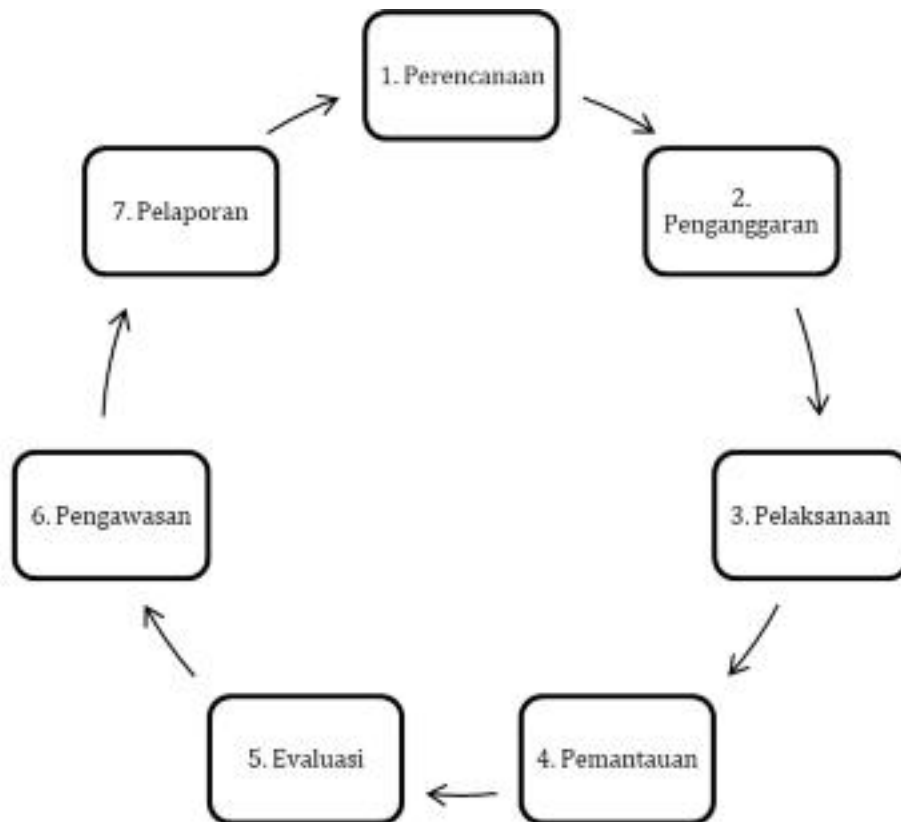 1. Perencanaan
2.
Penganggaran
3. Pelaksanaan
4. Pemantauan
5. Evaluasi
6. Pengawasan
7. Pelaporan